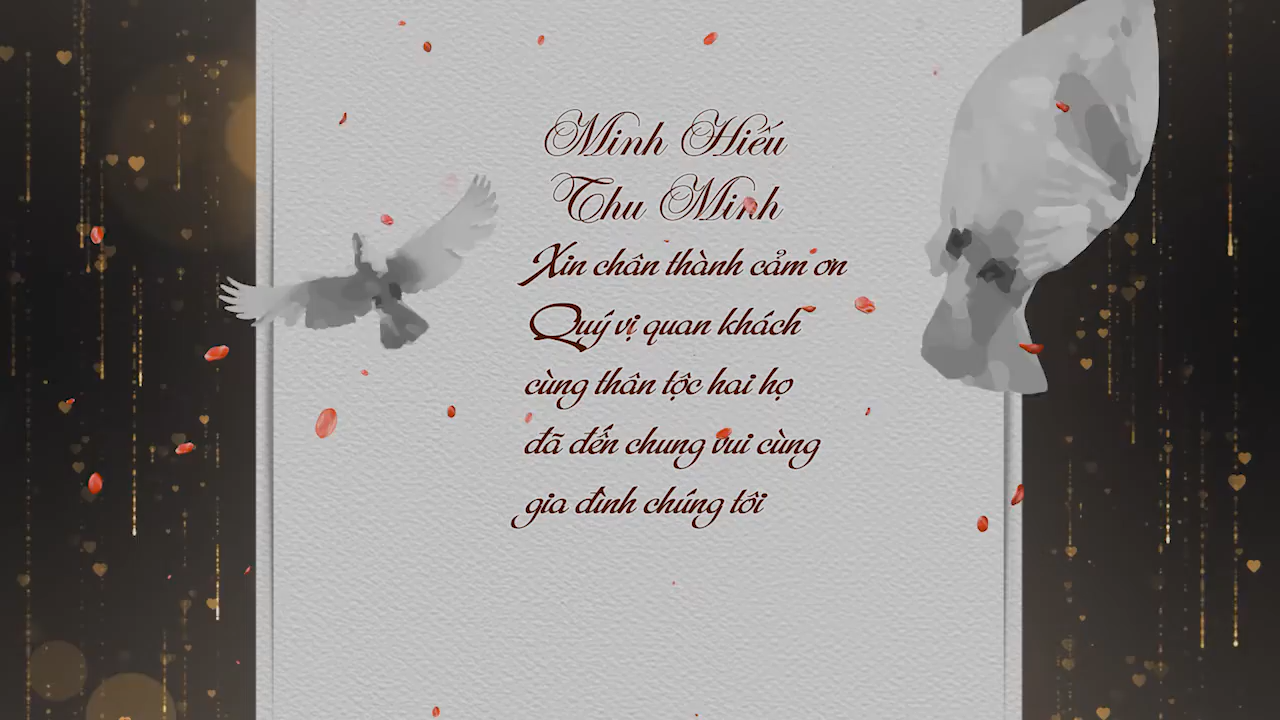 Minh Hiếu
Thu Minh
Xin chân thành cảm ơn
Quý vị quan khách
cùng thân tộc hai họ
đã đến chung vui cùng
gia đình chúng tôi